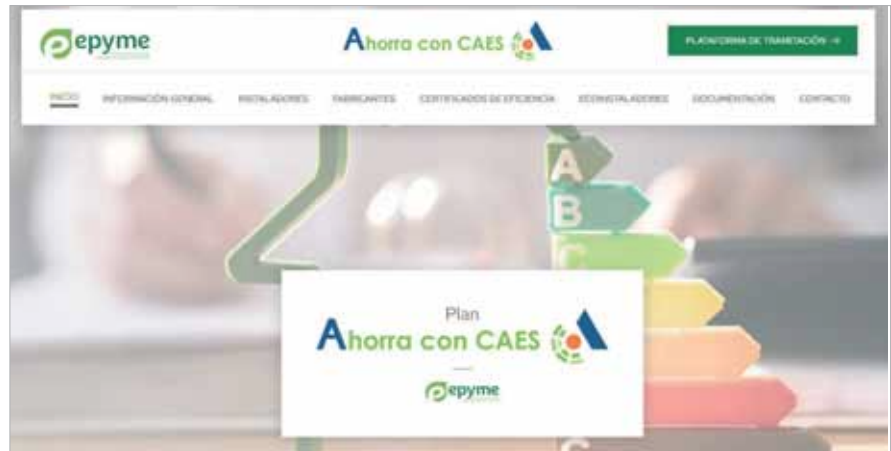 epyme
Ahorra con CAES
PLATAFORMA DE TRAMITACIÓN →
INICIO
INFORMACIÓN GENERAL
INSTALADORES
FABRICANTES
CERTIFICADOS DE EFICIENCIA
ECOINSTALADORES
DOCUMENTACIÓN
CONTACTO
A
B
C
Plan
Ahorra con CAES
epyme
C